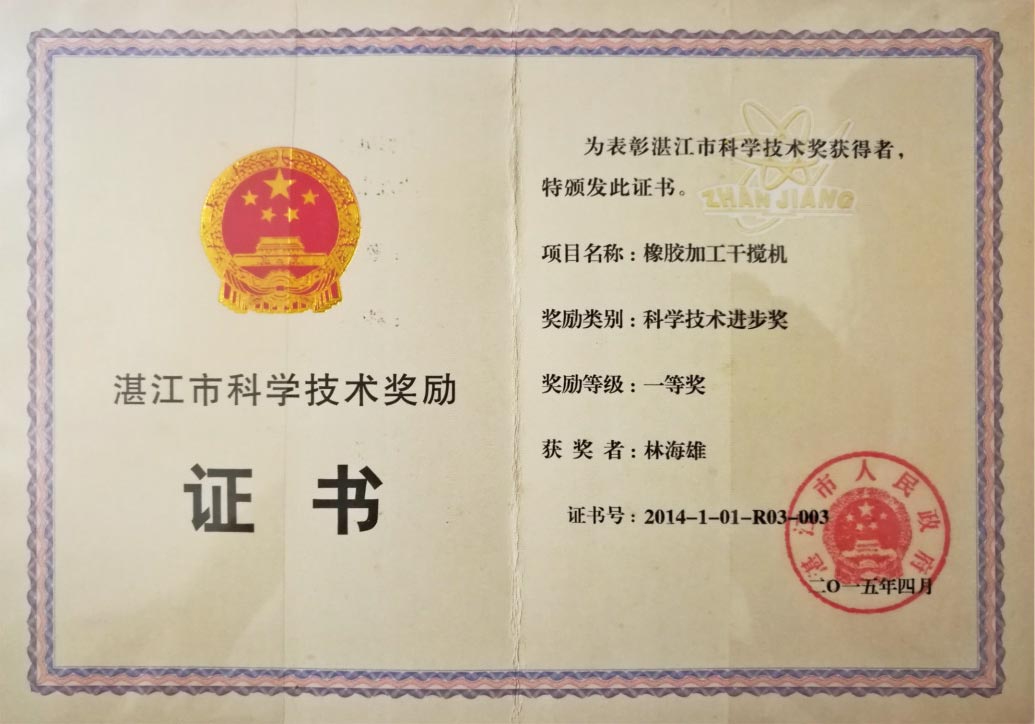 湛江市科学技术奖励
证书
ZHANJIANG
为表彰湛江市科学技术奖获得者，
特颁发此证书。
项目名称：橡胶加工干搅机
奖励类别：科学技术进步奖
奖励等级：一等奖
获奖者：林海雄
证书号：2014-1-01-R03-003
湛江市人民政府
二〇一五年四月